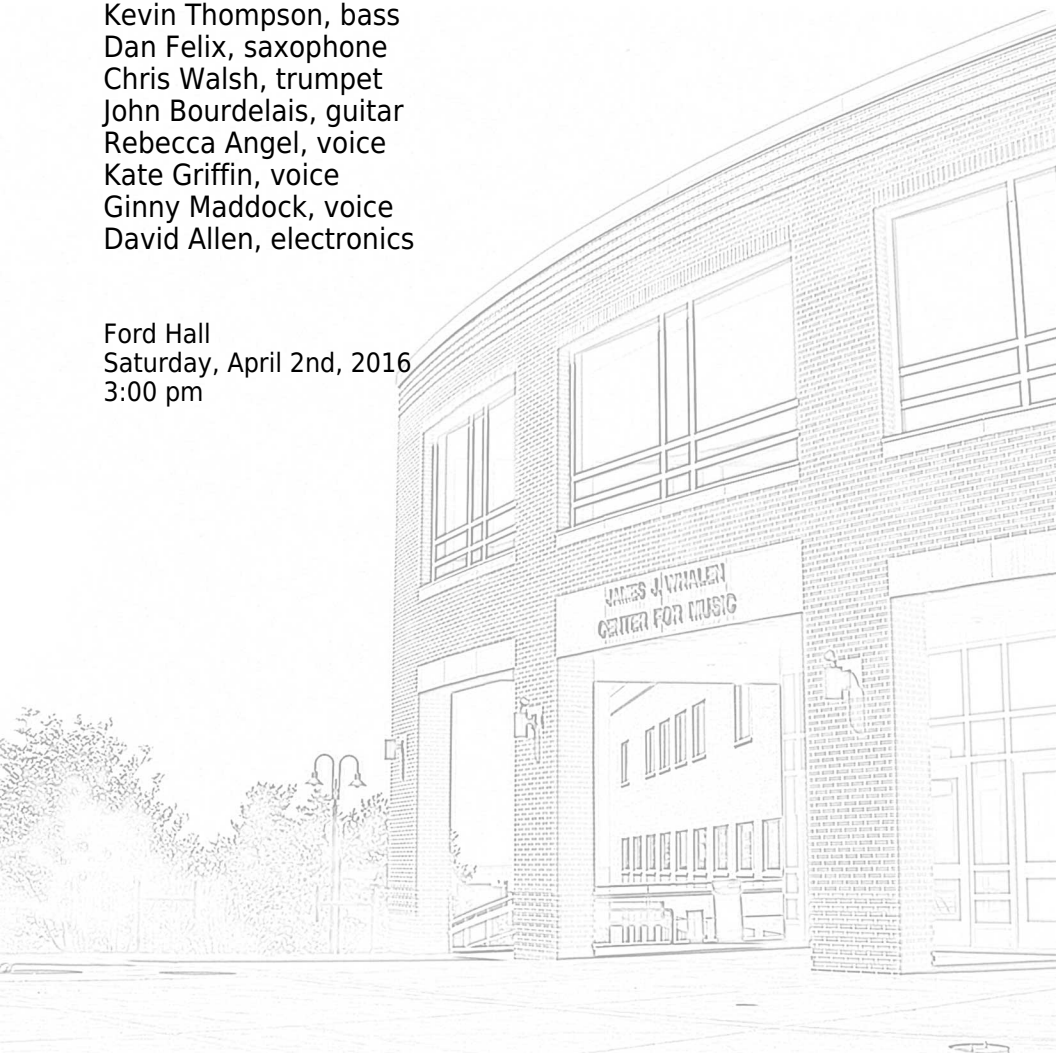 Kevin Thompson, bass
Dan Felix, saxophone
Chris Walsh, trumpet
John Bourdelais, guitar
Rebecca Angel, voice
Kate Griffin, voice
Ginny Maddock, voice
David Allen, electronics
Ford Hall
Saturday, April 2nd, 2016
3:00 pm
JAMES J. WHALEN
CENTER FOR MUSIC